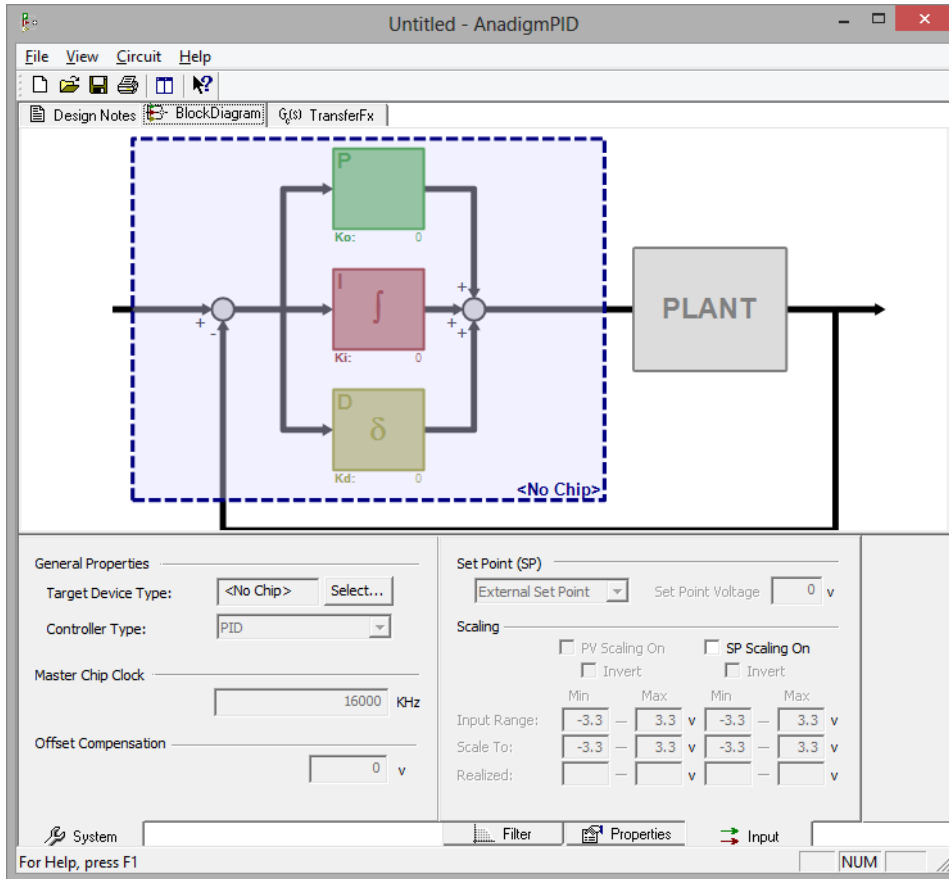 Untitled - AnadigmPID
File View Circuit Help
Design Notes BlockDiagram G꜀(s) TransferFx
P
Ko: 0
I
∫
Ki: 0
D
δ
Kd: 0
+
-
+
+
+
<No Chip>
PLANT
General Properties
Target Device Type: <No Chip> Select...
Controller Type: PID
Master Chip Clock
16000 KHz
Offset Compensation
0 v
System
Set Point (SP)
External Set Point Set Point Voltage 0 v
Scaling
PV Scaling On SP Scaling On
Invert Invert
Min Max Min Max
Input Range: -3.3 — 3.3 v -3.3 — 3.3 v
Scale To: -3.3 — 3.3 v -3.3 — 3.3 v
Realized: — v — v
Filter Properties Input
For Help, press F1 NUM